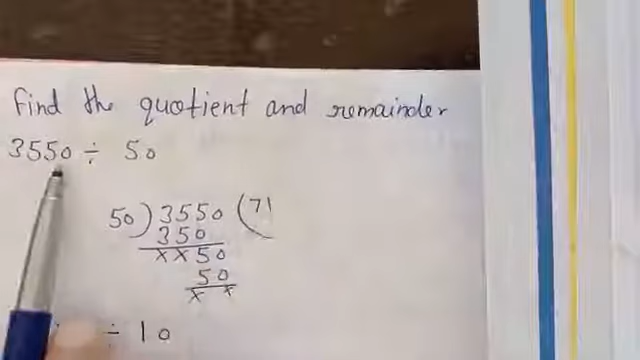 Find the quotient and remainder
3550 ÷ 50
50 ) 3550 ( 71
350
x x 50
50
x x
÷ 10